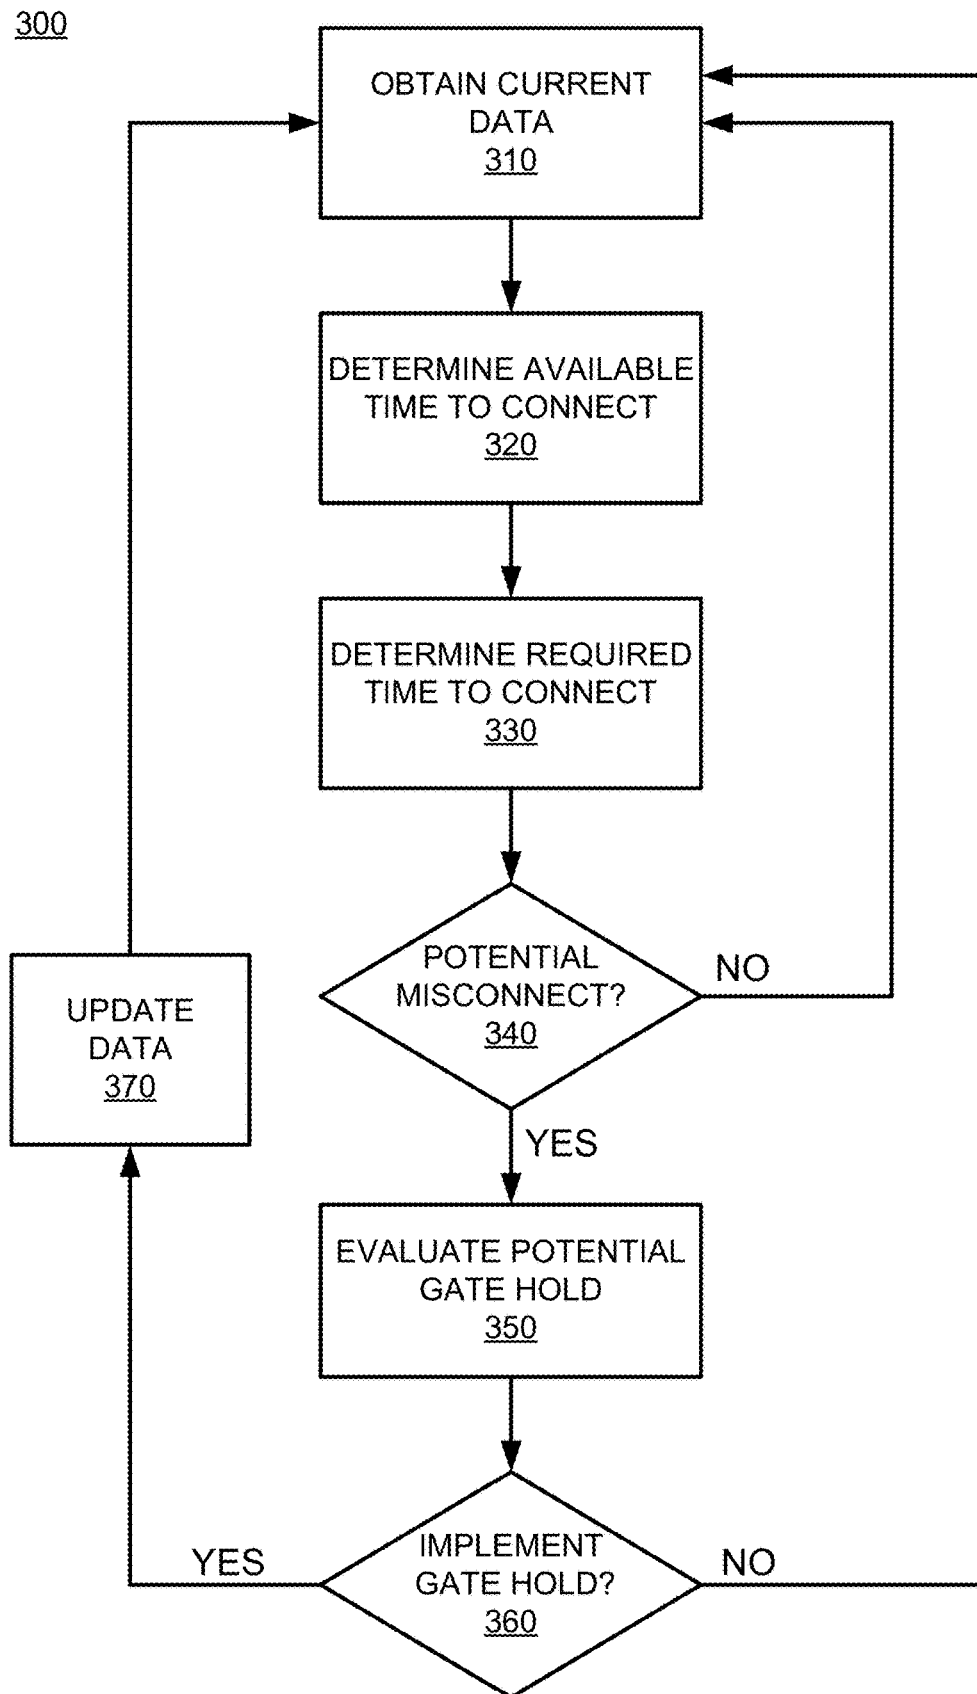 300
OBTAIN CURRENT
DATA
310
DETERMINE AVAILABLE
TIME TO CONNECT
320
DETERMINE REQUIRED
TIME TO CONNECT
330
POTENTIAL
MISCONNECT?
340
NO
UPDATE
DATA
370
YES
EVALUATE POTENTIAL
GATE HOLD
350
YES
IMPLEMENT
GATE HOLD?
360
NO